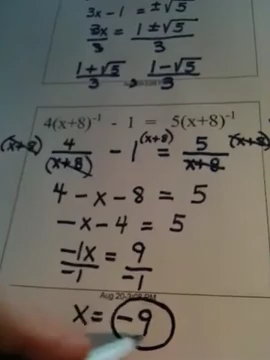 3x - 1 = ±√5
3x/3 = 1 ± √5/3
1+√5/3 , 1-√5/3
4(x+8)⁻¹ - 1 = 5(x+8)⁻¹
(x+8) 4/(x+8) - 1(x+8) = 5/x+8 (x+8)
4 - x - 8 = 5
-x - 4 = 5
-1x/-1 = 9/-1
x = -9